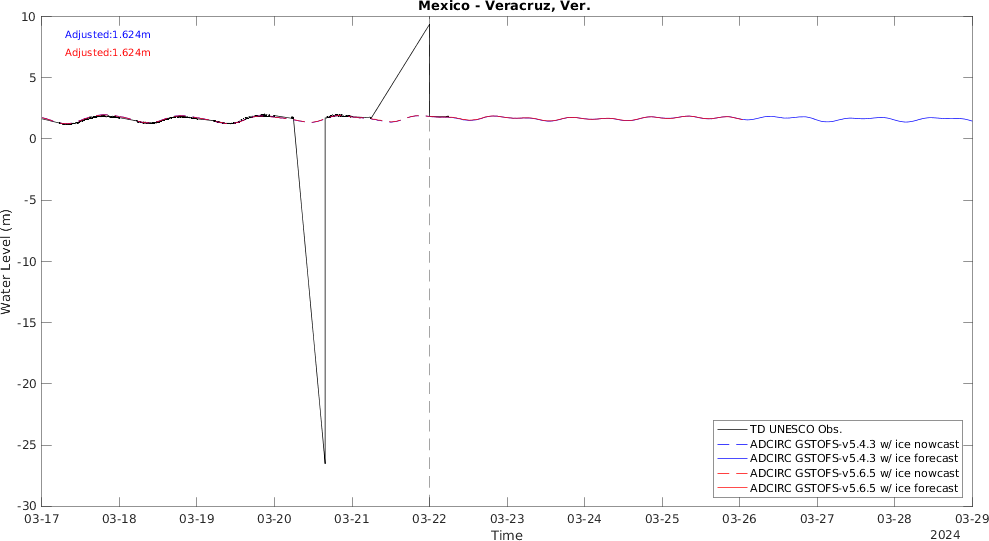 Mexico - Veracruz, Ver.
Adjusted:1.624m
Adjusted:1.624m
10
5
0
-5
-10
-15
-20
-25
-30
Water Level (m)
03-17 03-18 03-19 03-20 03-21 03-22 03-23 03-24 03-25 03-26 03-27 03-28 03-29
Time
2024
TD UNESCO Obs.
ADCIRC GSTOFS-v5.4.3 w/ ice nowcast
ADCIRC GSTOFS-v5.4.3 w/ ice forecast
ADCIRC GSTOFS-v5.6.5 w/ ice nowcast
ADCIRC GSTOFS-v5.6.5 w/ ice forecast